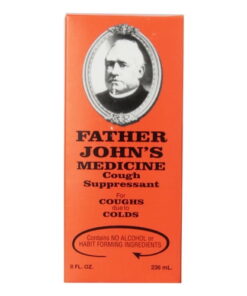 FATHER
JOHN'S
MEDICINE
Cough
Suppressant
For
COUGHS
due to
COLDS
Contains NO ALCOHOL or
HABIT FORMING INGREDIENTS
8 FL. OZ. 236 mL.